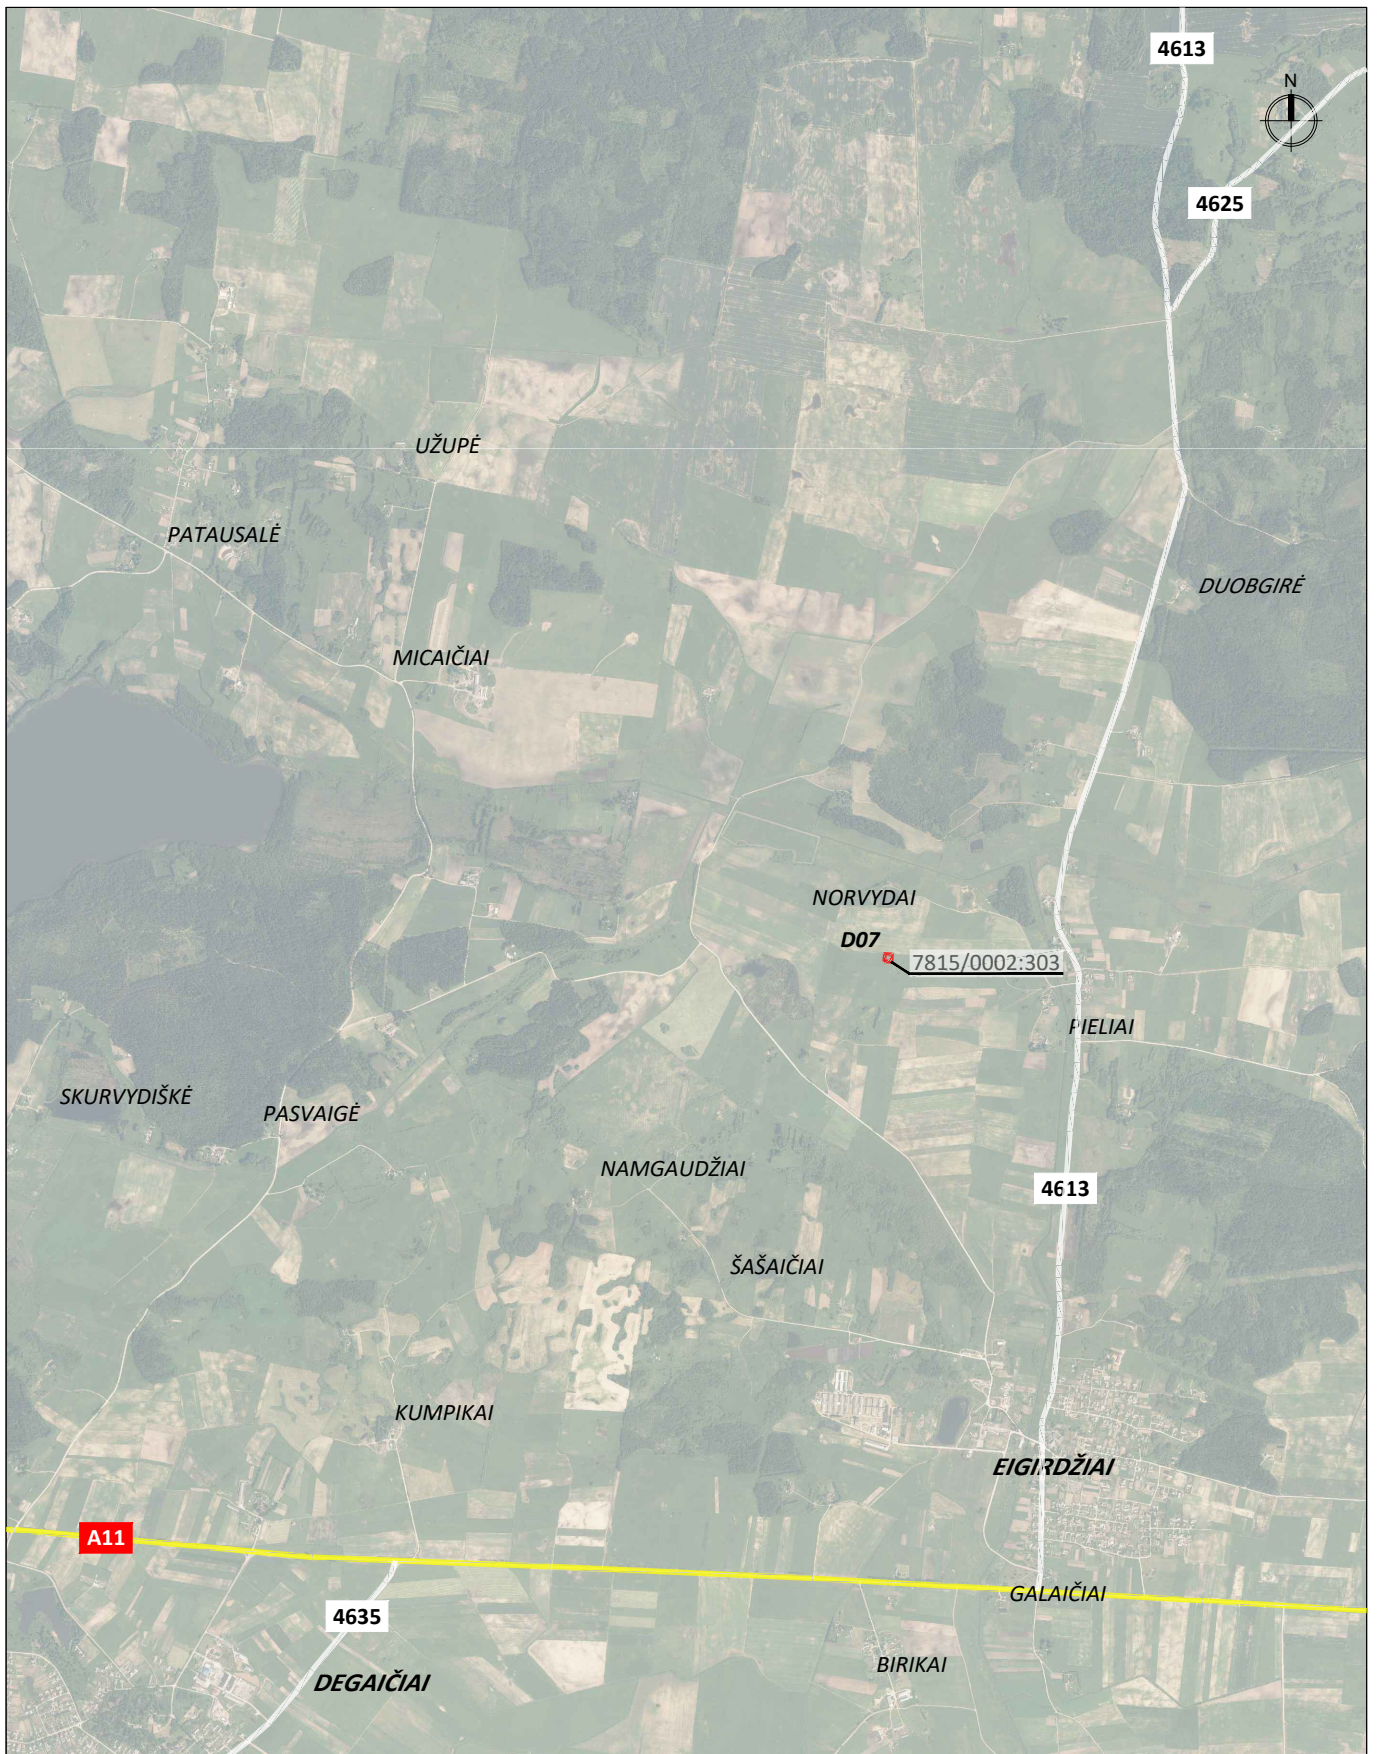 4613
N
4625
UŽUPĖ
PATAUSALĖ
DUOBGIRĖ
MICAIČIAI
NORVYDAI
D07
7815/0002:303
PIELIAI
SKURVYDIŠKĖ
PASVAIGĖ
NAMGAUDŽIAI
4613
ŠAŠAIČIAI
KUMPIKAI
EIGIRDŽIAI
A11
GALAIČIAI
4635
BIRIKAI
DEGAIČIAI